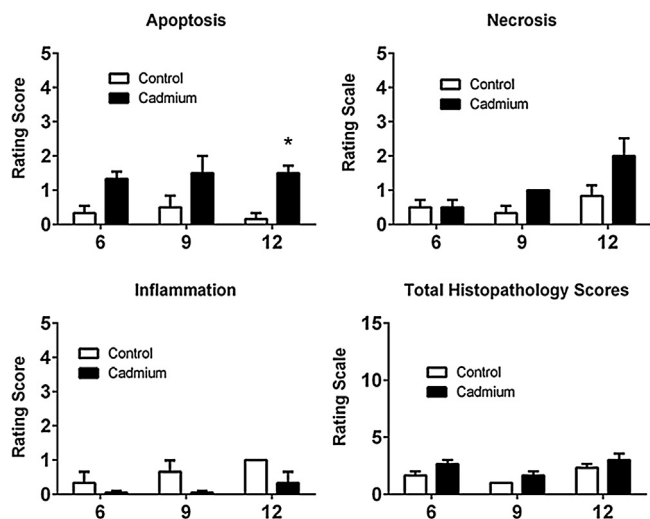 Apoptosis
Rating Score
5
4
3
2
1
0
Control
Cadmium
*
6 9 12
Necrosis
Rating Scale
5
4
3
2
1
0
Control
Cadmium
6 9 12
Inflammation
Rating Score
5
4
3
2
1
0
Control
Cadmium
6 9 12
Total Histopathology Scores
Rating Scale
15
10
5
0
Control
Cadmium
6 9 12